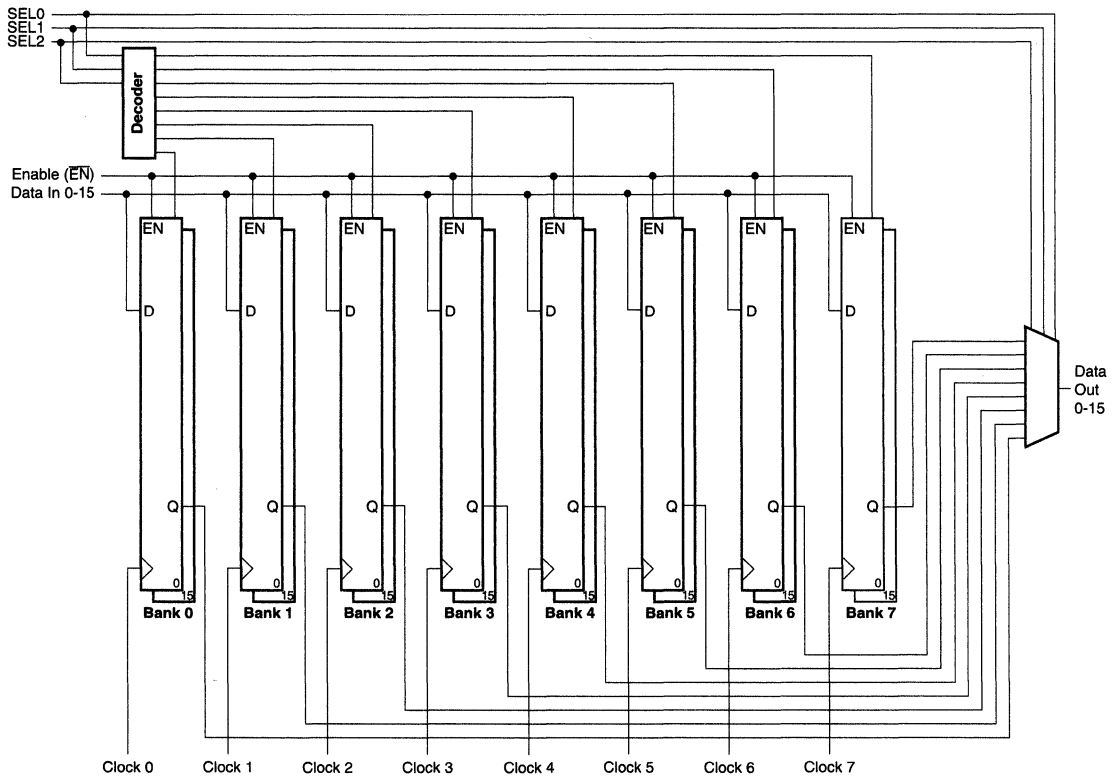 SEL0
SEL1
SEL2
Decoder
Enable (E̅N̅)
Data In 0-15
EN EN EN EN EN EN EN EN
D D D D D D D D
Data
Out
0-15
Q Q Q Q Q Q Q Q
0 0 0 0 0 0 0 0
15 15 15 15 15 15 15 15
Bank 0 Bank 1 Bank 2 Bank 3 Bank 4 Bank 5 Bank 6 Bank 7
Clock 0 Clock 1 Clock 2 Clock 3 Clock 4 Clock 5 Clock 6 Clock 7